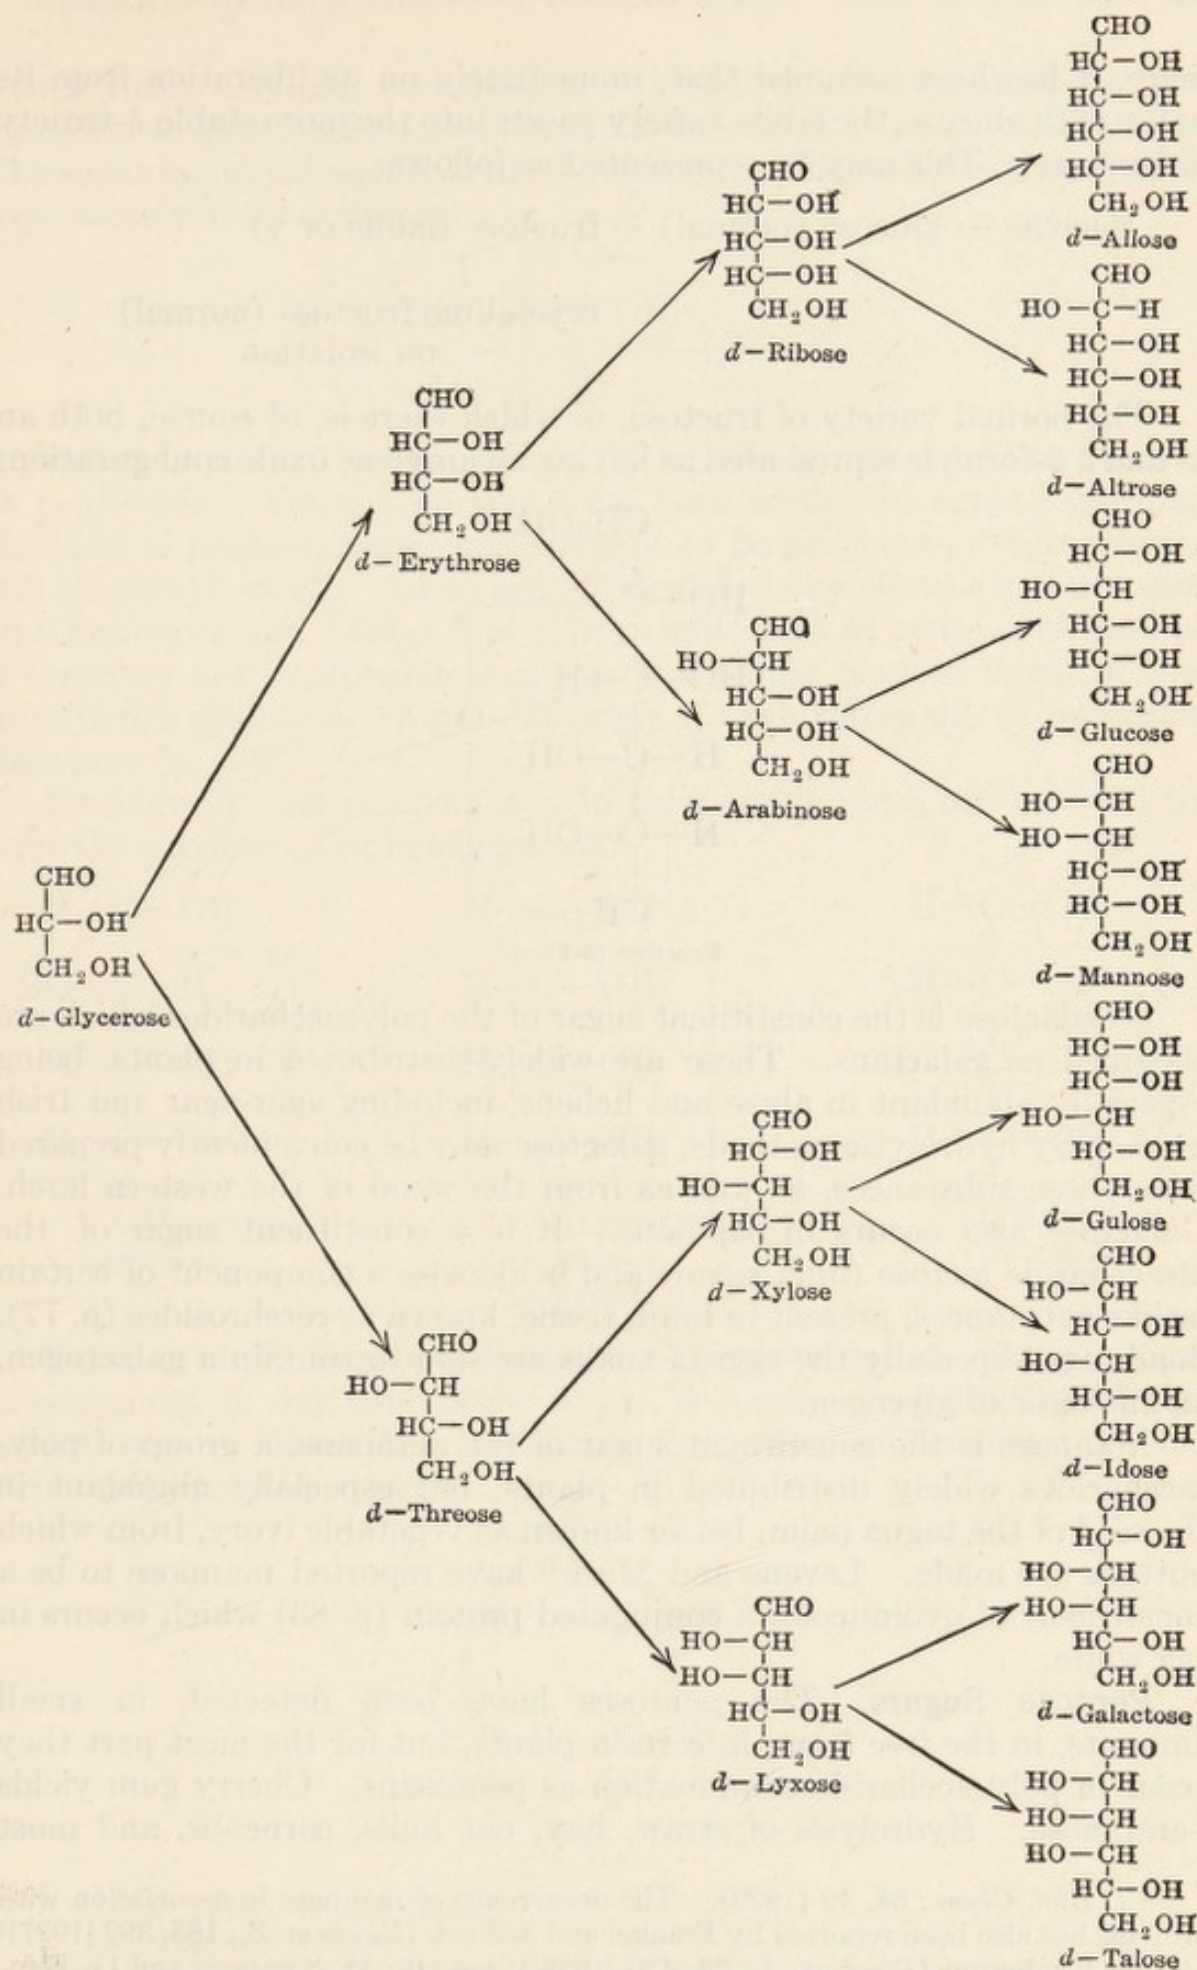 CHO
HC—OH
CH₂OH
d—Glycerose
CHO
HC—OH
HC—OH
CH₂OH
d—Erythrose
CHO
HO—CH
HC—OH
CH₂OH
d—Threose
CHO
HC—OH
HC—OH
HC—OH
CH₂OH
d—Ribose
CHO
HO—CH
HC—OH
HC—OH
CH₂OH
d—Arabinose
CHO
HC—OH
HO—CH
HC—OH
CH₂OH
d—Xylose
CHO
HO—CH
HO—CH
HC—OH
CH₂OH
d—Lyxose
CHO
HC—OH
HC—OH
HC—OH
HC—OH
CH₂OH
d—Allose
CHO
HO—C—H
HC—OH
HC—OH
HC—OH
CH₂OH
d—Altrose
CHO
HC—OH
HO—CH
HC—OH
HC—OH
CH₂OH
d—Glucose
CHO
HO—CH
HO—CH
HC—OH
HC—OH
CH₂OH
d—Mannose
CHO
HC—OH
HC—OH
HO—CH
HC—OH
CH₂OH
d—Gulose
CHO
HO—CH
HC—OH
HO—CH
HC—OH
CH₂OH
d—Idose
CHO
HC—OH
HO—CH
HO—CH
HC—OH
CH₂OH
d—Galactose
CHO
HO—CH
HO—CH
HO—CH
HC—OH
CH₂OH
d—Talose